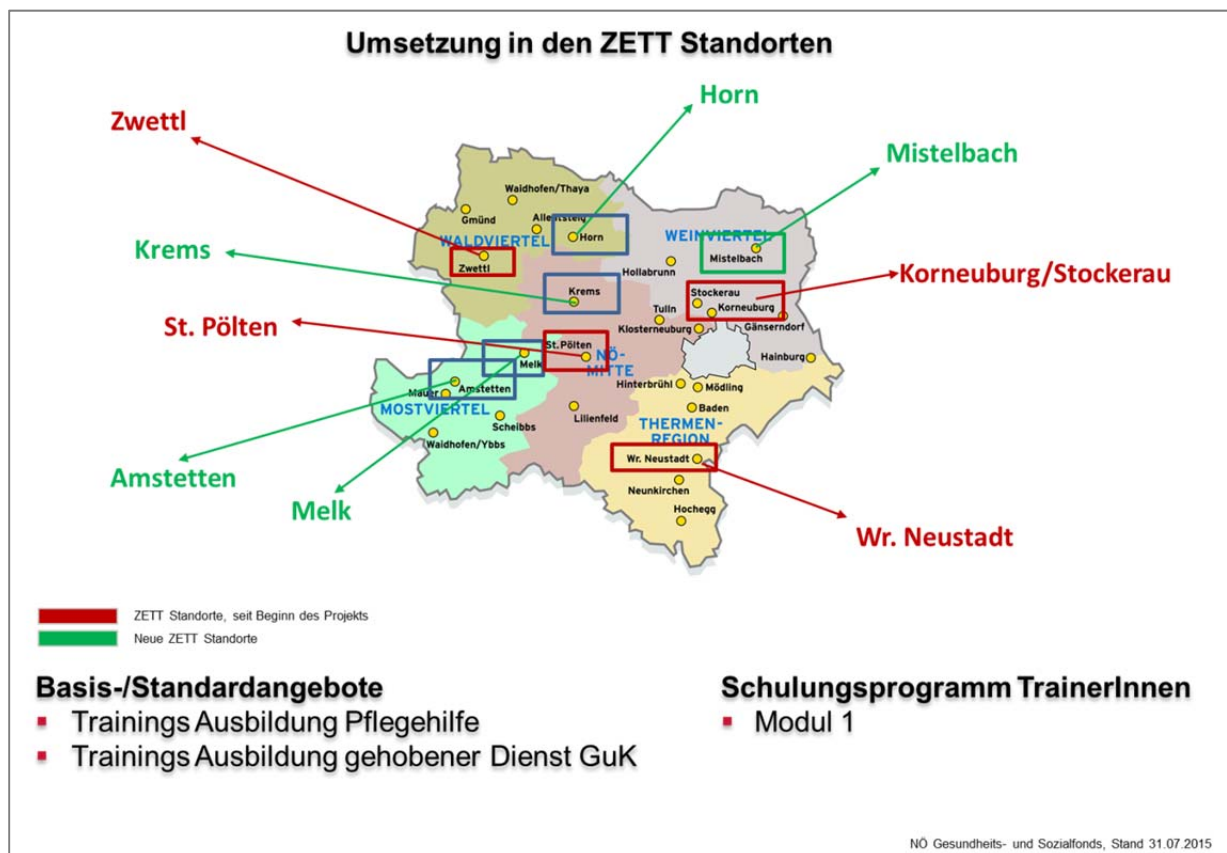 Umsetzung in den ZETT Standorten
Horn
Zwettl
Mistelbach
Krems
Korneuburg/Stockerau
St. Pölten
Amstetten
Melk
Wr. Neustadt
Waidhofen/Thaya
Gmünd
Allentsteig
Horn
WALDVIERTEL
Zwettl
WEINVIERTEL
Mistelbach
Hollabrunn
Krems
Stockerau
Korneuburg
Tulln
Klosterneuburg
Gänserndorf
St. Pölten
NÖ-
MITTE
Melk
Hainburg
Amstetten
Mauer
MOSTVIERTEL
Hinterbrühl
Mödling
Baden
Lilienfeld
Scheibbs
THERMEN-
REGION
Waidhofen/Ybbs
Wr. Neustadt
Neunkirchen
Hochegg
ZETT Standorte, seit Beginn des Projekts
Neue ZETT Standorte
Basis-/Standardangebote
▪ Trainings Ausbildung Pflegehilfe
▪ Trainings Ausbildung gehobener Dienst GuK
Schulungsprogramm TrainerInnen
▪ Modul 1
NÖ Gesundheits- und Sozialfonds, Stand 31.07.2015